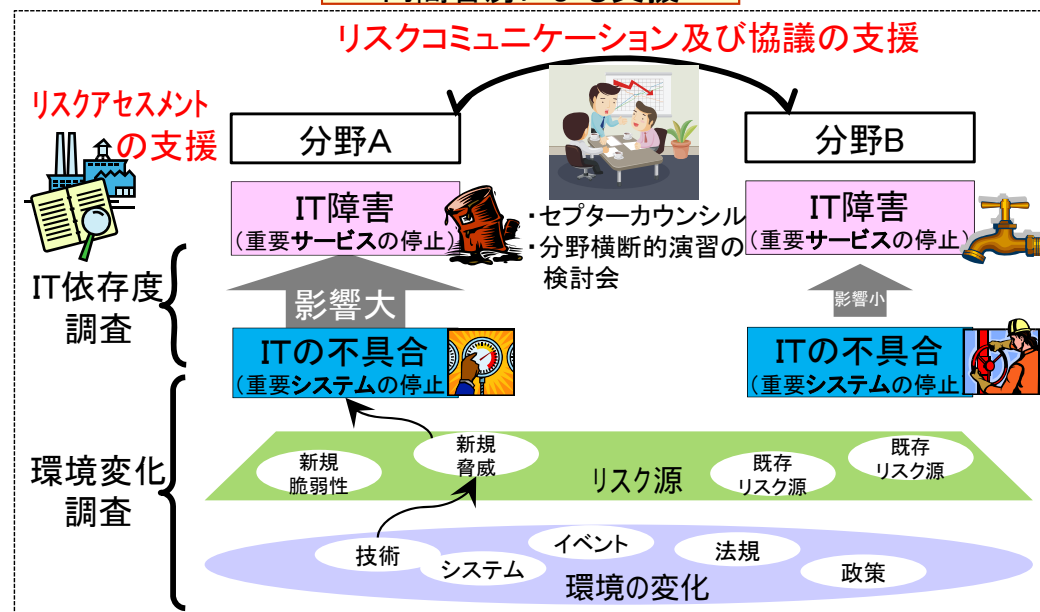 リスクコミュニケーション及び協議の支援
リスクアセスメント
の支援
分野A
分野B
IT障害
(重要サービスの停止)
・セプターカウンシル
・分野横断的演習の
検討会
IT障害
(重要サービスの停止)
IT依存度
調査
影響大
影響小
ITの不具合
(重要システムの停止
ITの不具合
(重要システムの停止
環境変化
調査
新規
脆弱性
新規
脅威
リスク源
既存
リスク源
既存
リスク源
技術
システム
イベント
法規
政策
環境の変化